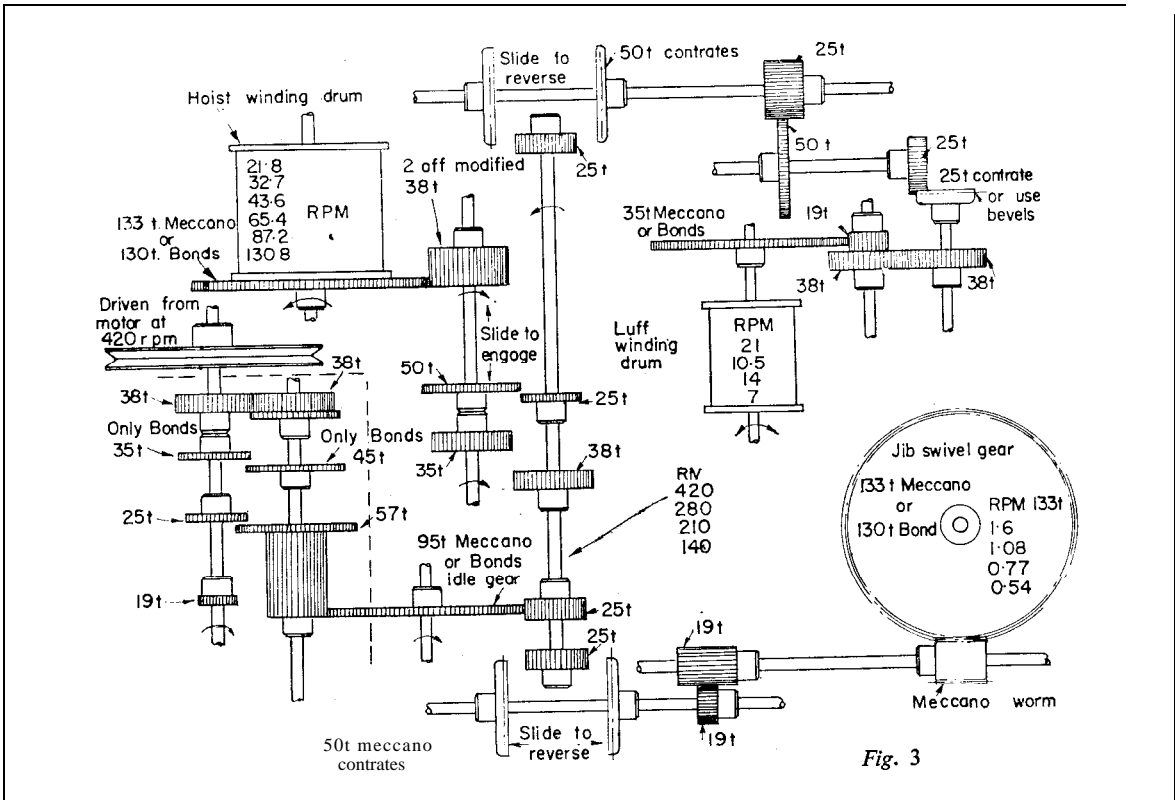 Slide to
reverse
50t contrates
25t
Hoist winding drum
50t
25t
21·8
32·7
43·6
65·4
87·2
130 8
RPM
2 off modified
38t
25t
25t contrate
or use
bevels
133 t. Meccano
or
130t. Bonds
35t Meccano
or Bonds
19t
38t
38t
Driven from
motor at
420 rpm
Slide to
engoge
Luff
winding
drum
RPM
21
10·5
14
7
38t
50t
38t
25t
Only Bonds
35t
Only Bonds
45t
35t
38t
Jib swivel gear
133 t Meccano
or
130t Bond
RPM 133t
1·6
1·08
0·77
0·54
RIV
420
280
210
140
25t
57t
95t Meccano
or Bonds
idle gear
19t
25t
25t
19t
19t
Meccano worm
50t meccano
contrates
Slide to
reverse
Fig. 3